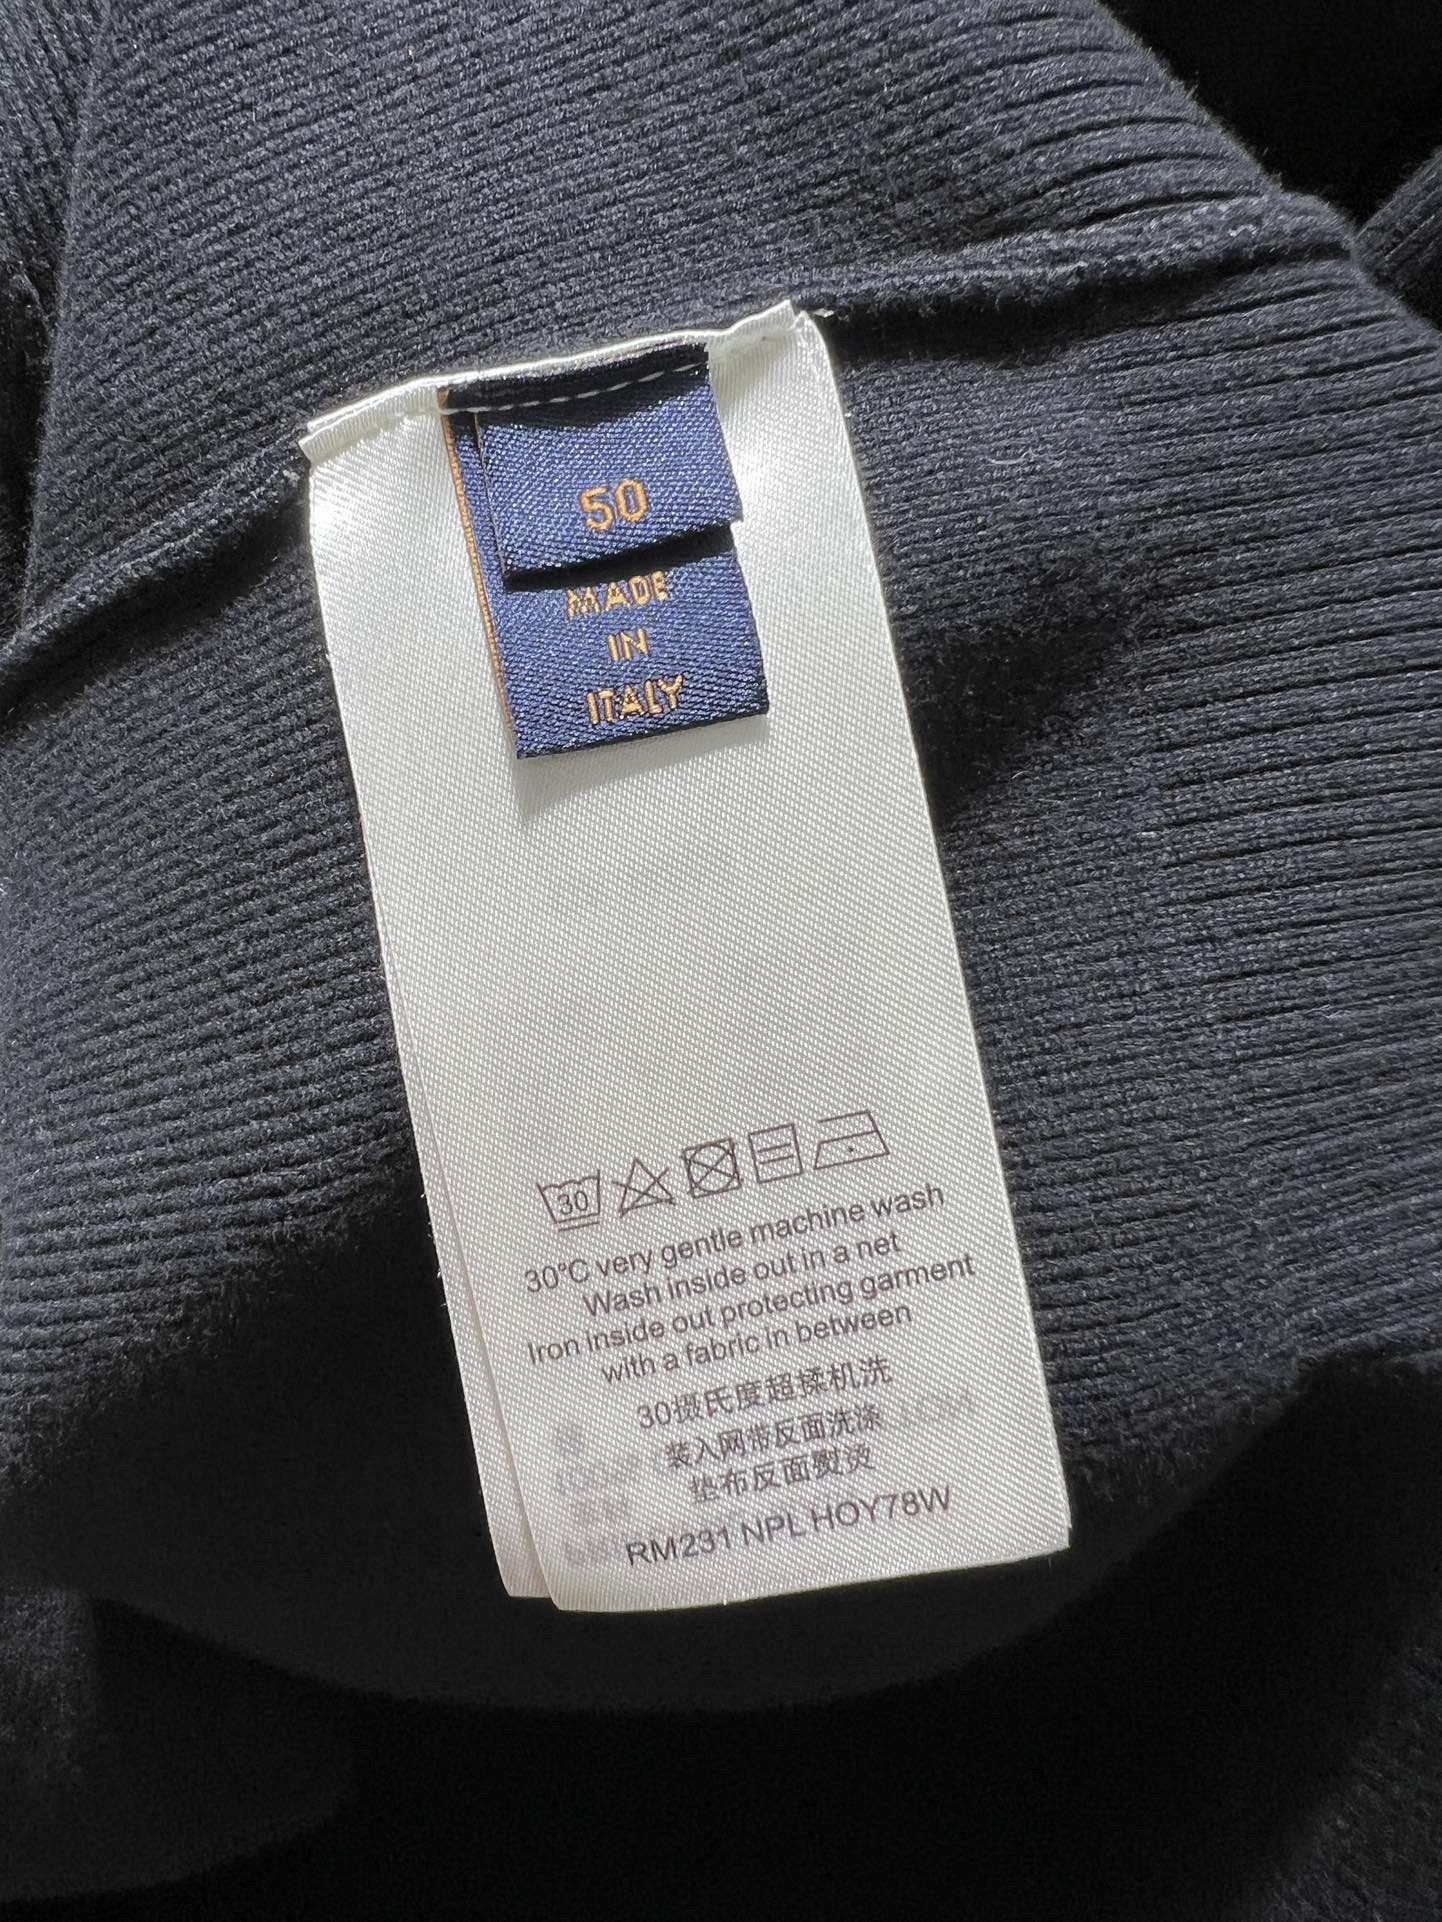 50
MADE
IN
ITALY
30
30°C very gentle machine wash
Wash inside out in a net
Iron inside out protecting garment
with a fabric in between
30摄氏度超揉机洗
装入网带反面洗涤
垫布反面熨烫
RM231 NPL HOY78W